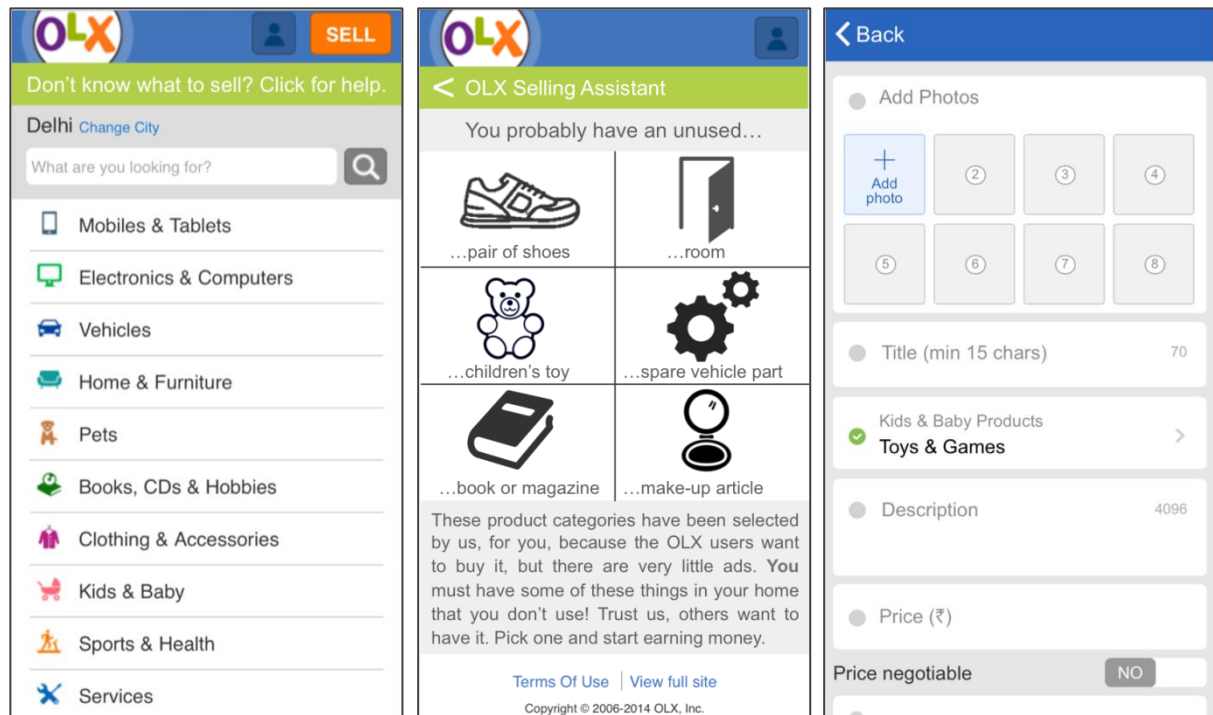 OLX
SELL
Don't know what to sell? Click for help.
Delhi Change City
What are you looking for?
Mobiles & Tablets
Electronics & Computers
Vehicles
Home & Furniture
Pets
Books, CDs & Hobbies
Clothing & Accessories
Kids & Baby
Sports & Health
Services
OLX
< OLX Selling Assistant
You probably have an unused…
…pair of shoes
…room
…children's toy
…spare vehicle part
…book or magazine
…make-up article
These product categories have been selected
by us, for you, because the OLX users want
to buy it, but there are very little ads. You
must have some of these things in your home
that you don't use! Trust us, others want to
have it. Pick one and start earning money.
Terms Of Use | View full site
Copyright © 2006-2014 OLX, Inc.
Back
Add Photos
+
Add
photo
2
3
4
5
6
7
8
Title (min 15 chars) 70
Kids & Baby Products
Toys & Games
Description 4096
Price (₹)
Price negotiable NO